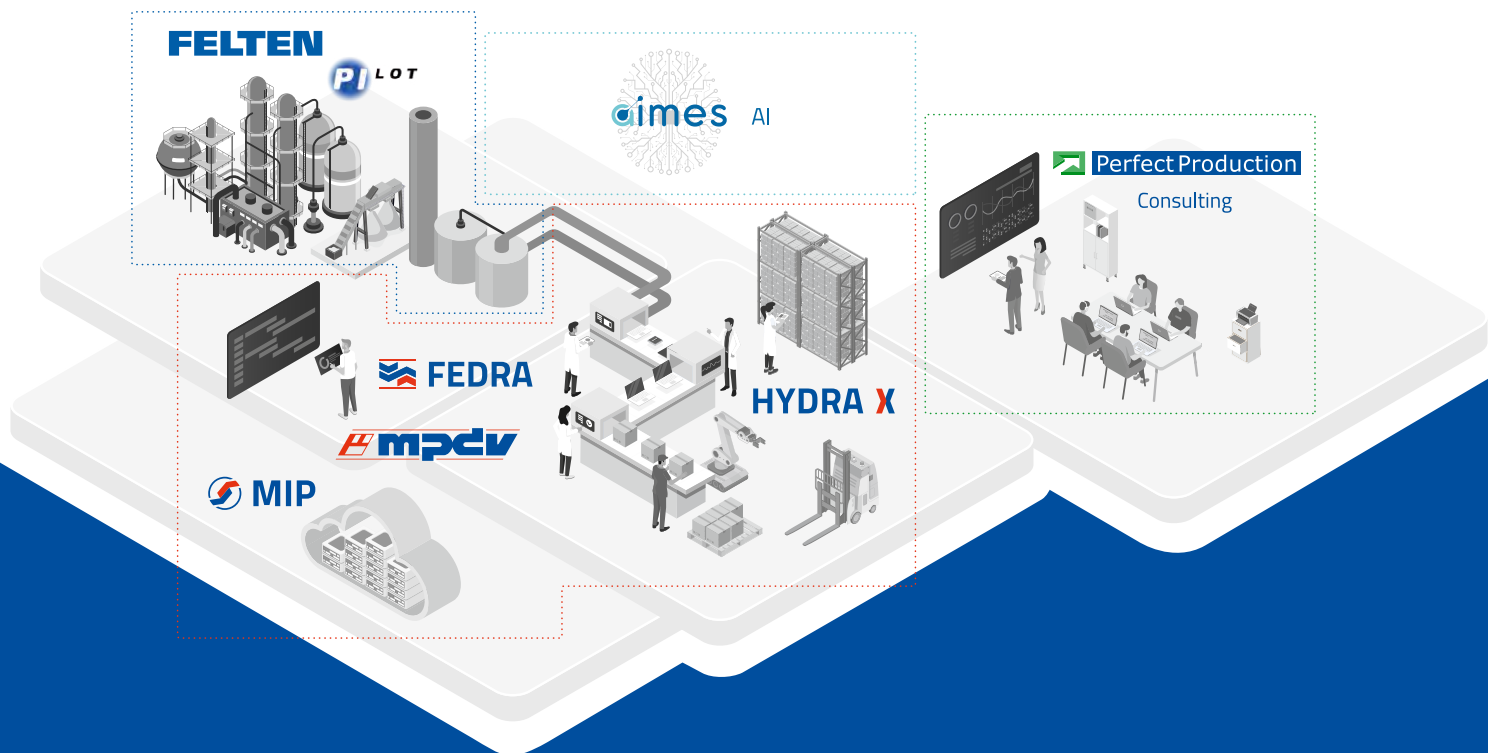 FELTEN
PILOT
aimes AI
Perfect Production
Consulting
FEDRA
HYDRA X
mpdv
MIP